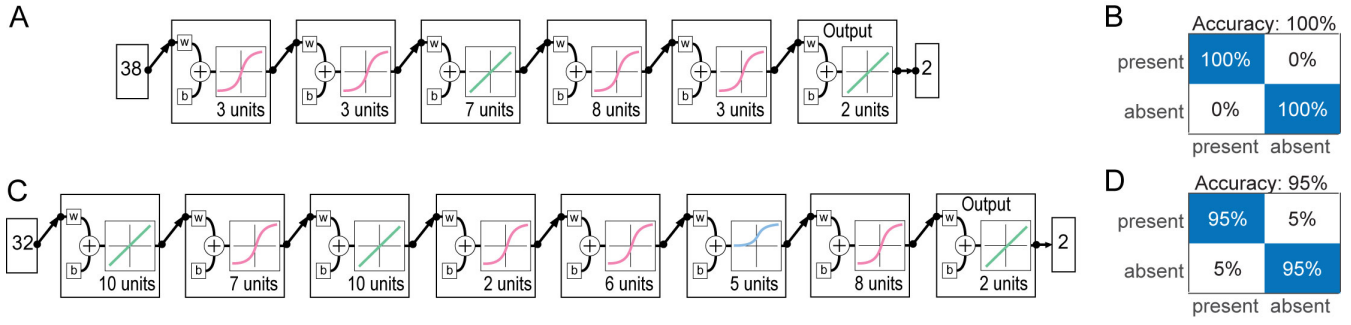 A
38
w
b
3 units
w
b
3 units
w
b
7 units
w
b
8 units
w
b
3 units
Output
w
b
2 units
2
B
Accuracy: 100%
present
100%
0%
absent
0%
100%
present
absent
C
32
w
b
10 units
w
b
7 units
w
b
10 units
w
b
2 units
w
b
6 units
w
b
5 units
w
b
8 units
Output
w
b
2 units
2
D
Accuracy: 95%
present
95%
5%
absent
5%
95%
present
absent